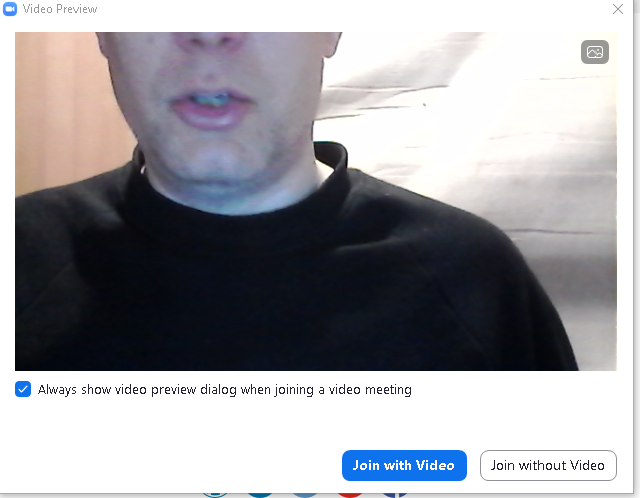 Video Preview
Always show video preview dialog when joining a video meeting
Join with Video
Join without Video